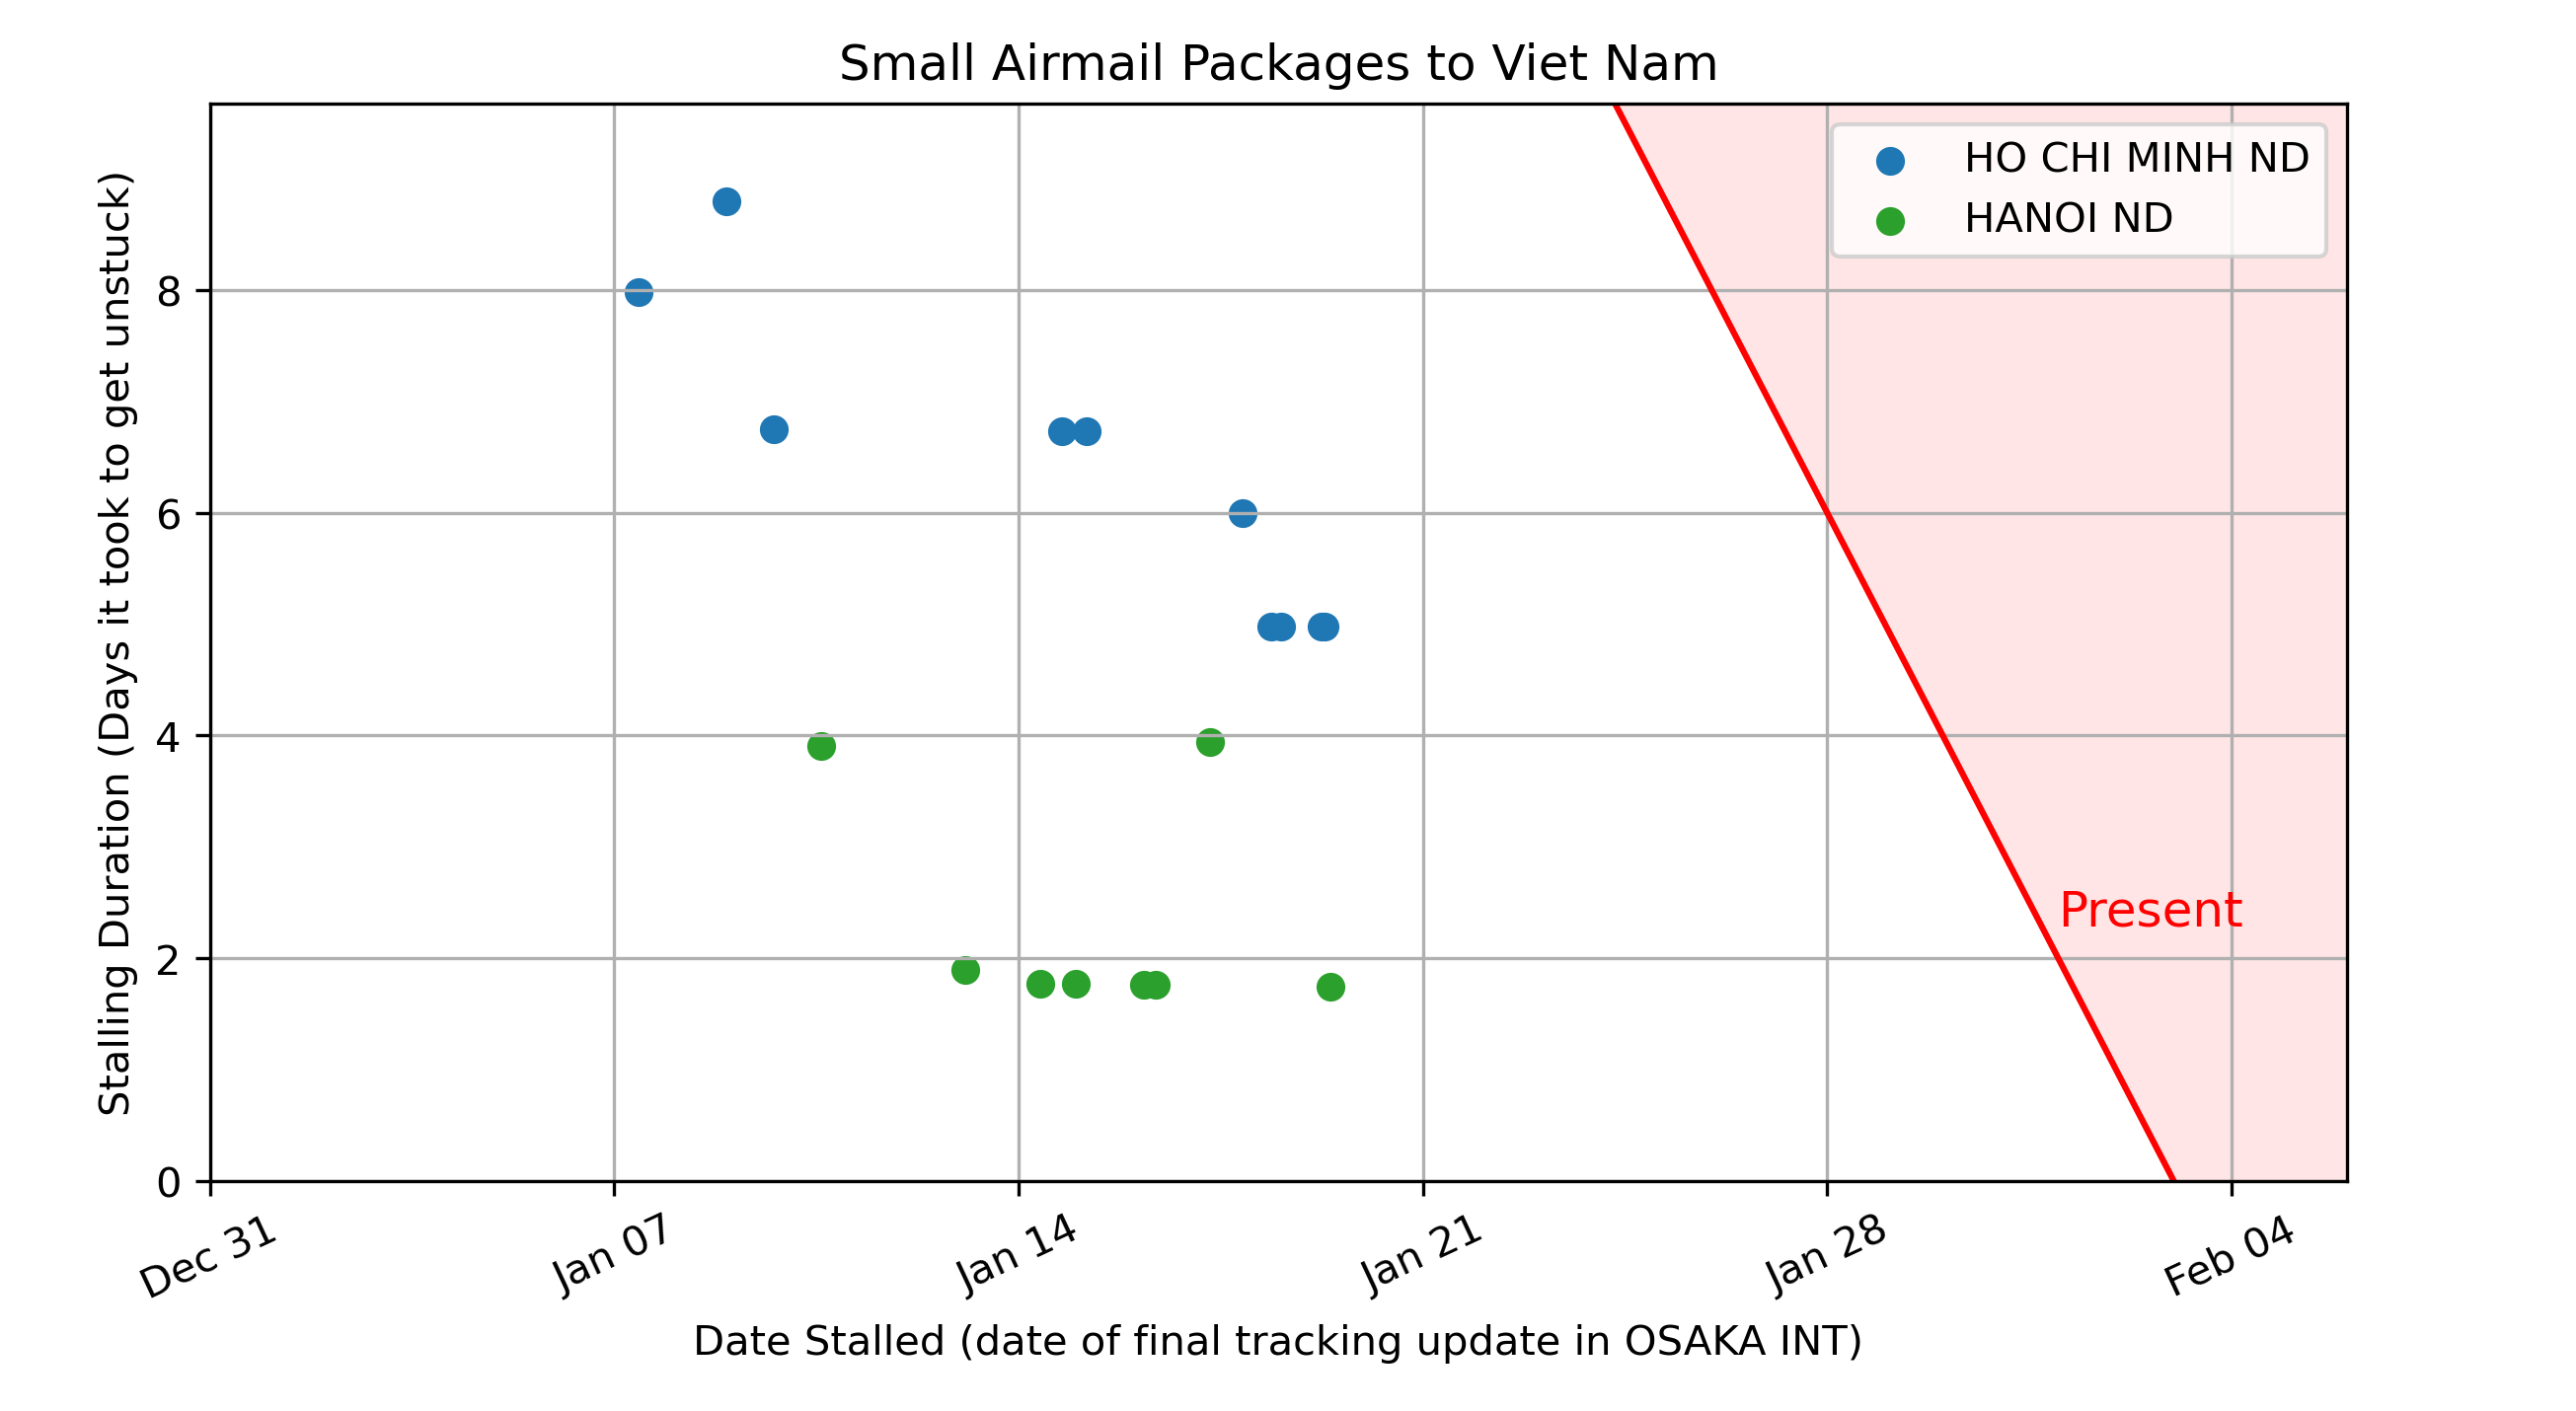 Small Airmail Packages to Viet Nam
HO CHI MINH ND
HANOI ND
Stalling Duration (Days it took to get unstuck)
8
6
4
2
0
Present
Dec 31
Jan 07
Jan 14
Jan 21
Jan 28
Feb 04
Date Stalled (date of final tracking update in OSAKA INT)